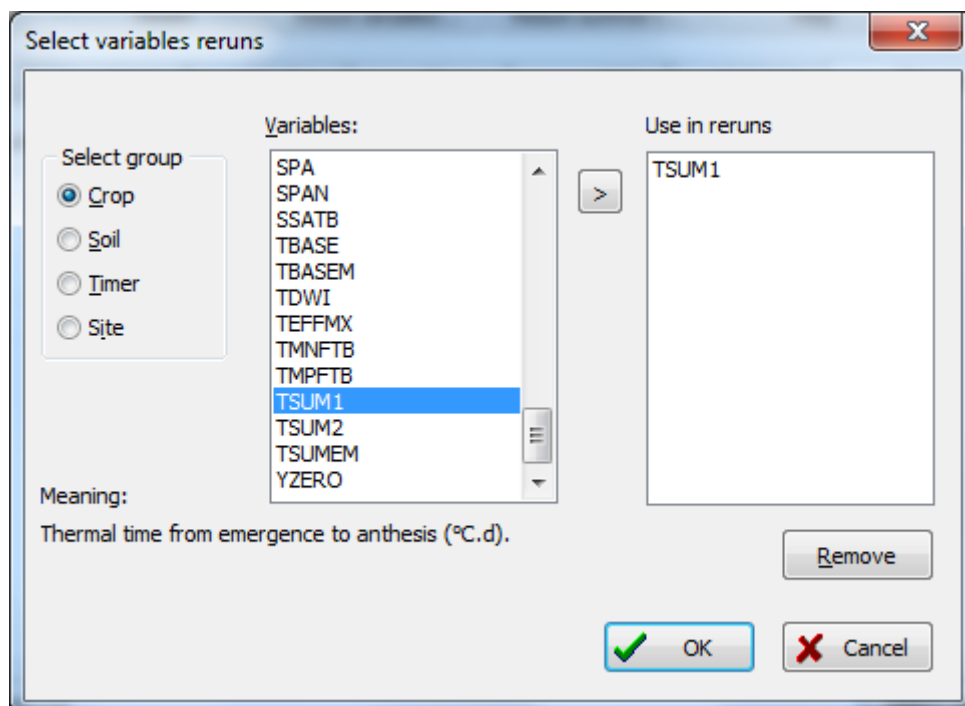 Select variables reruns
Select group
Crop
Soil
Timer
Site
Variables:
SPA
SPAN
SSATB
TBASE
TBASEM
TDWI
TEFFMX
TMNFTB
TMPFTB
TSUM1
TSUM2
TSUMEM
YZERO
>
Use in reruns
TSUM1
Meaning:
Thermal time from emergence to anthesis (°C.d).
Remove
OK
Cancel